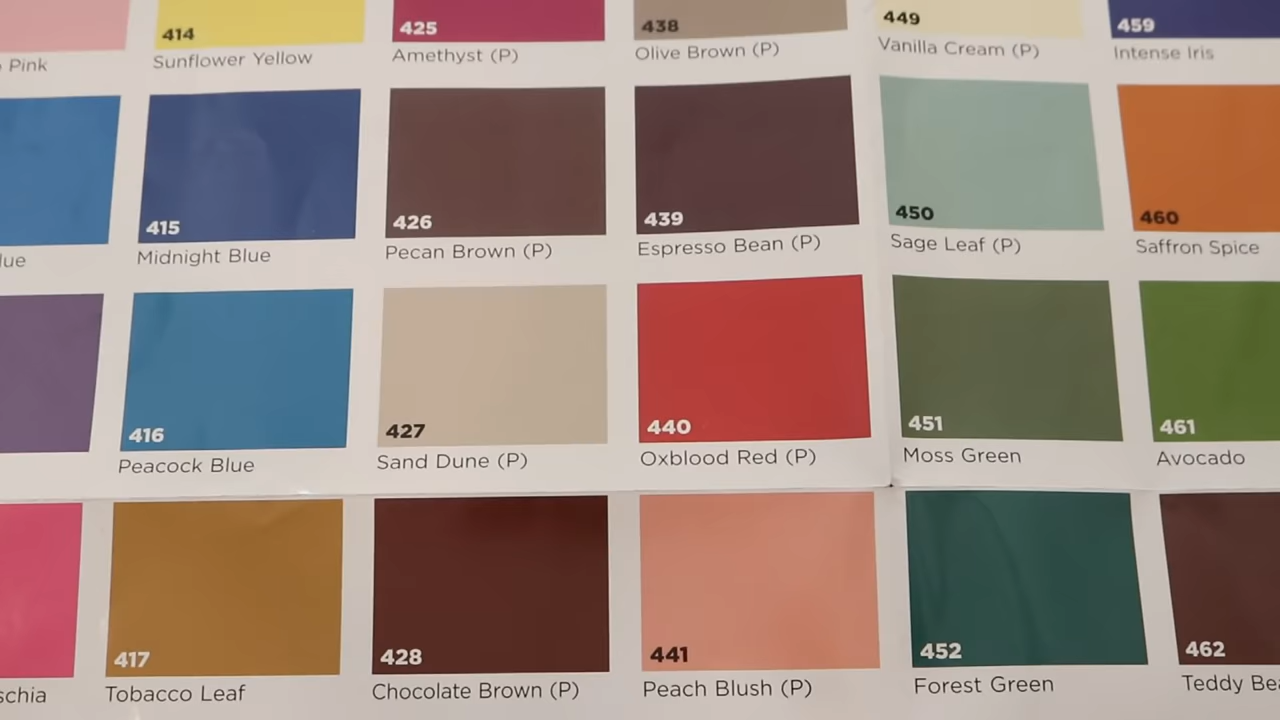 414
425
438
449
459
Pink
Sunflower Yellow
Amethyst (P)
Olive Brown (P)
Vanilla Cream (P)
Intense Iris
415
426
439
450
460
Midnight Blue
Pecan Brown (P)
Espresso Bean (P)
Sage Leaf (P)
Saffron Spice
416
427
440
451
461
Peacock Blue
Sand Dune (P)
Oxblood Red (P)
Moss Green
Avocado
417
428
441
452
462
Tobacco Leaf
Chocolate Brown (P)
Peach Blush (P)
Forest Green
Teddy